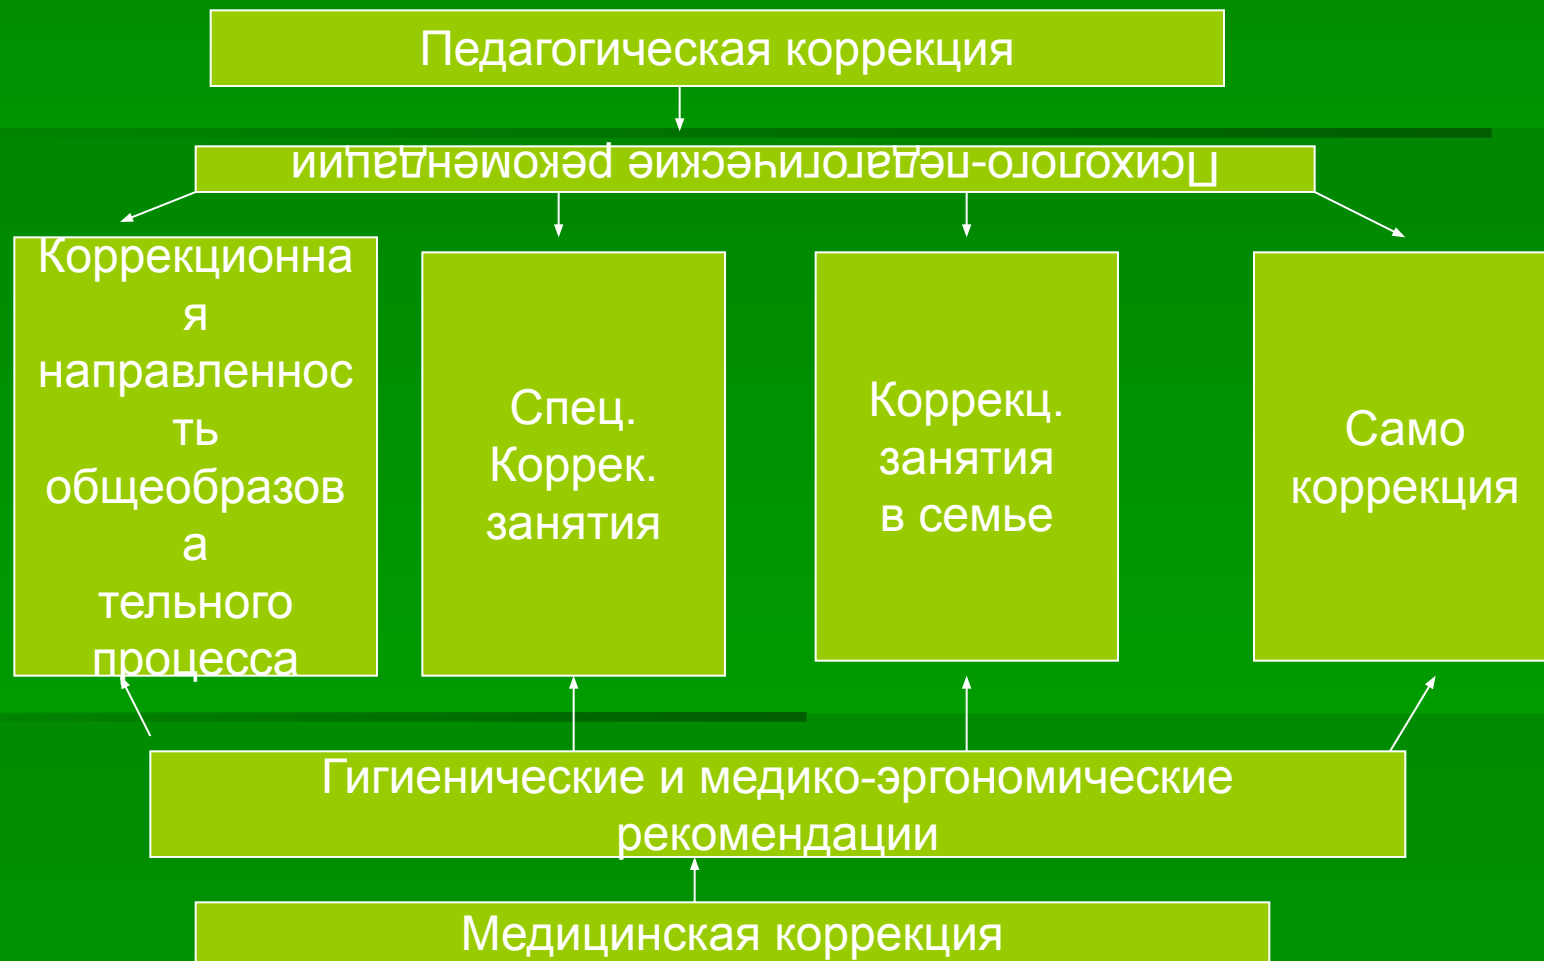 Педагогическая коррекция
Психолого-педагогические рекомендации
Коррекционна
я
направленнос
ть
общеобразов
а
тельного
процесса
Спец.
Коррек.
занятия
Коррекц.
занятия
в семье
Само
коррекция
Гигиенические и медико-эргономические
рекомендации
Медицинская коррекция